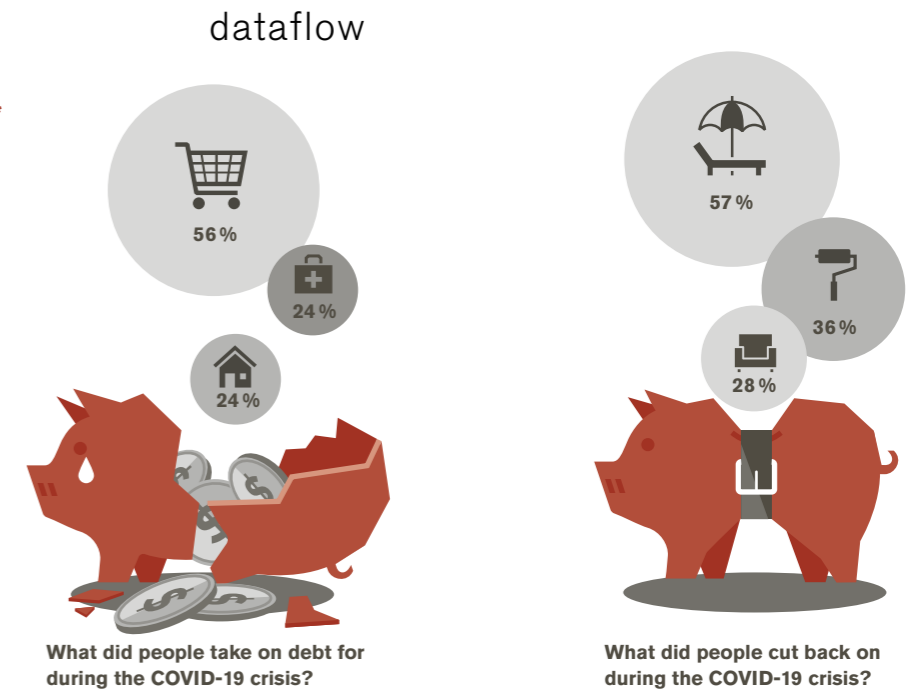 dataflow
56 %
24 %
24 %
What did people take on debt for
during the COVID-19 crisis?
57 %
36 %
28 %
What did people cut back on
during the COVID-19 crisis?